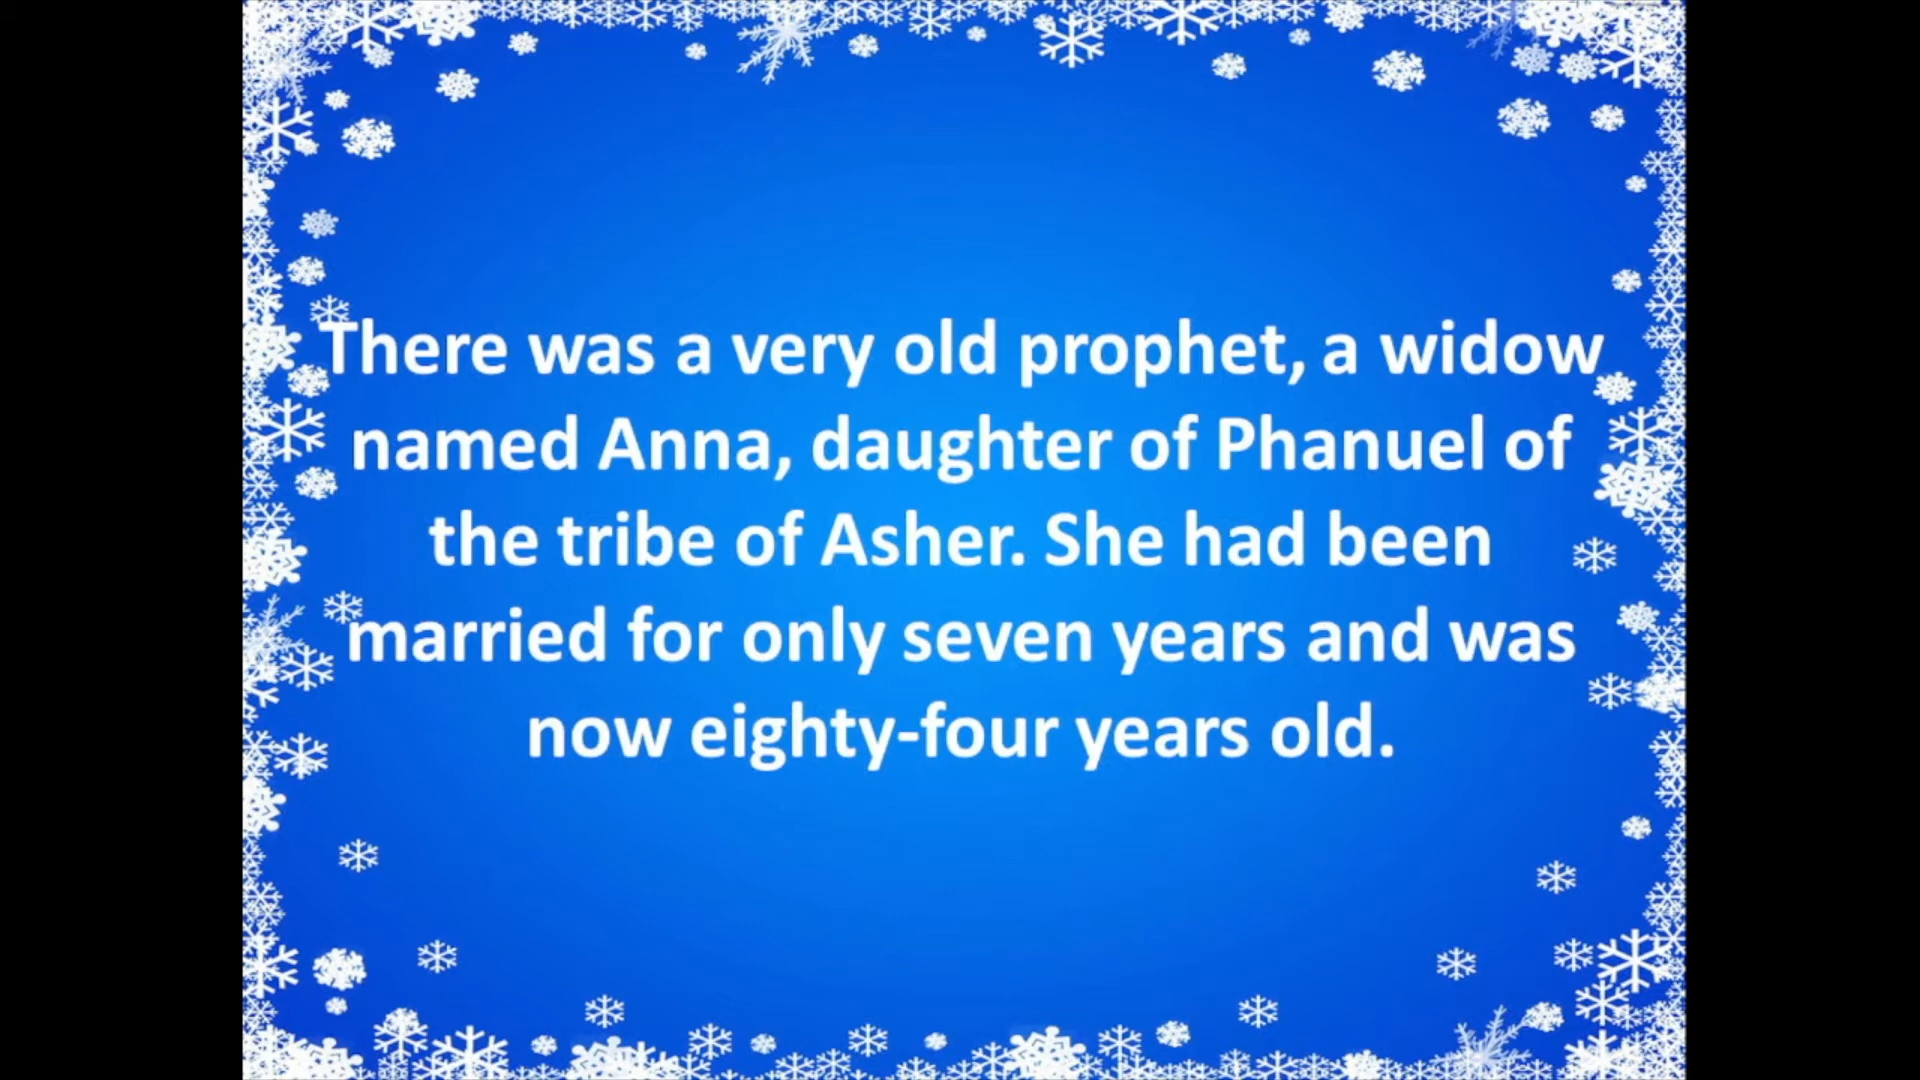 There was a very old prophet, a widow
named Anna, daughter of Phanuel of
the tribe of Asher. She had been
married for only seven years and was
now eighty-four years old.